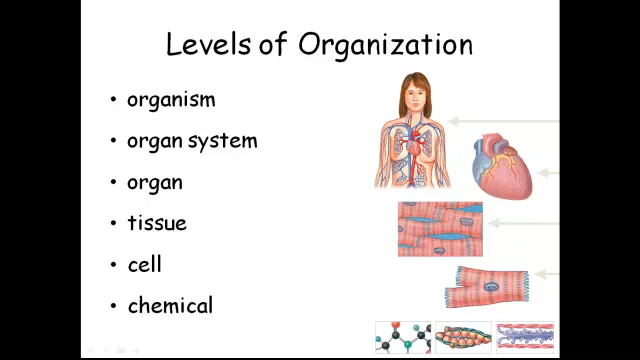 Levels of Organization
• organism
• organ system
• organ
• tissue
• cell
• chemical